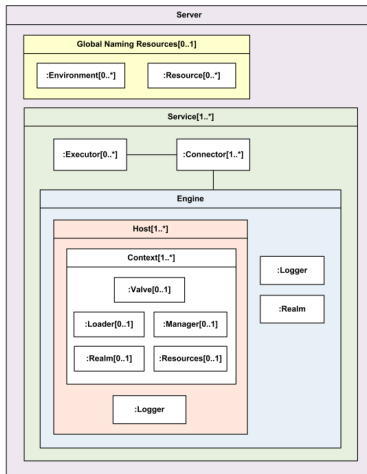 Server
Global Naming Resources[0..1]
:Environment[0..*]
:Resource[0..*]
Service[1..*]
:Executor[0..*]
:Connector[1..*]
Engine
Host[1..*]
Context[1..*]
:Valve[0..1]
:Loader[0..1]
:Manager[0..1]
:Realm[0..1]
:Resources[0..1]
:Logger
:Logger
:Realm